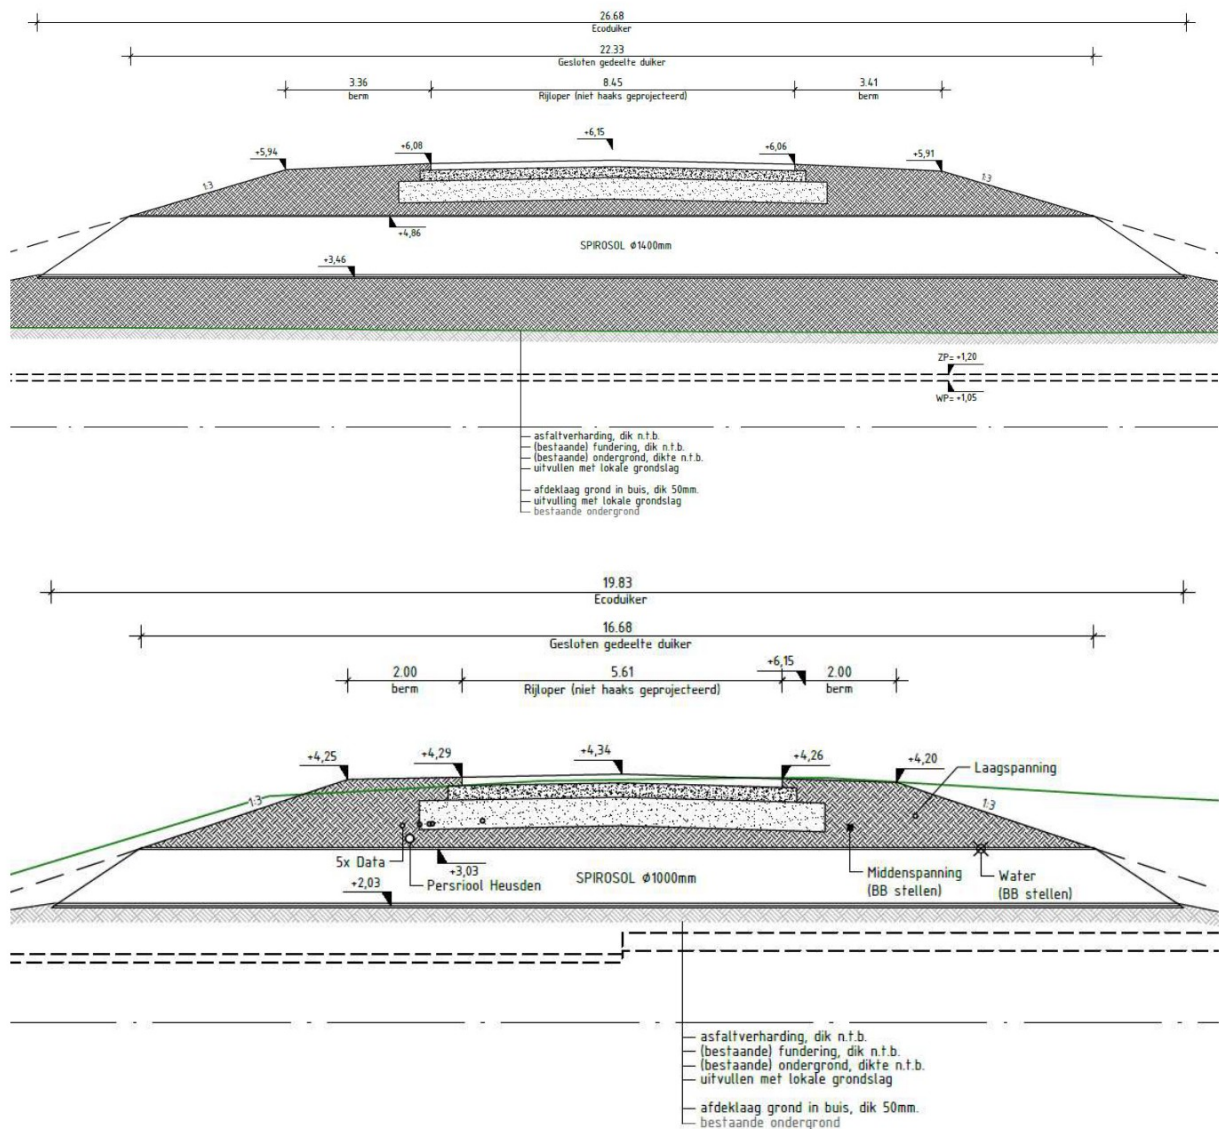 26.68
Ecoduiker
22.33
Gesloten gedeelte duiker
3.36
berm
8.45
Rijloper (niet haaks geprojecteerd)
3.41
berm
+5,94
+6,08
+6,15
+6,06
+5,91
1:3
1:3
+4,86
SPIROSOL Ø1400mm
+3,46
ZP= +1,20
WP= +1,05
asfaltverharding, dik n.t.b.
(bestaande) fundering, dik n.t.b.
(bestaande) ondergrond, dikte n.t.b.
uitvullen met lokale grondslag
afdeklaag grond in buis, dik 50mm.
uitvulling met lokale grondslag
bestaande ondergrond
19.83
Ecoduiker
16.68
Gesloten gedeelte duiker
2.00
berm
5.61
Rijloper (niet haaks geprojecteerd)
+6,15
2.00
berm
+4,25
+4,29
+4,34
+4,26
+4,20
Laagspanning
1:3
1:3
5x Data
+3,03
Persriool Heusden
+2,03
SPIROSOL Ø1000mm
Middenspanning
(BB stellen)
Water
(BB stellen)
asfaltverharding, dik n.t.b.
(bestaande) fundering, dik n.t.b.
(bestaande) ondergrond, dikte n.t.b.
uitvullen met lokale grondslag
afdeklaag grond in buis, dik 50mm.
bestaande ondergrond